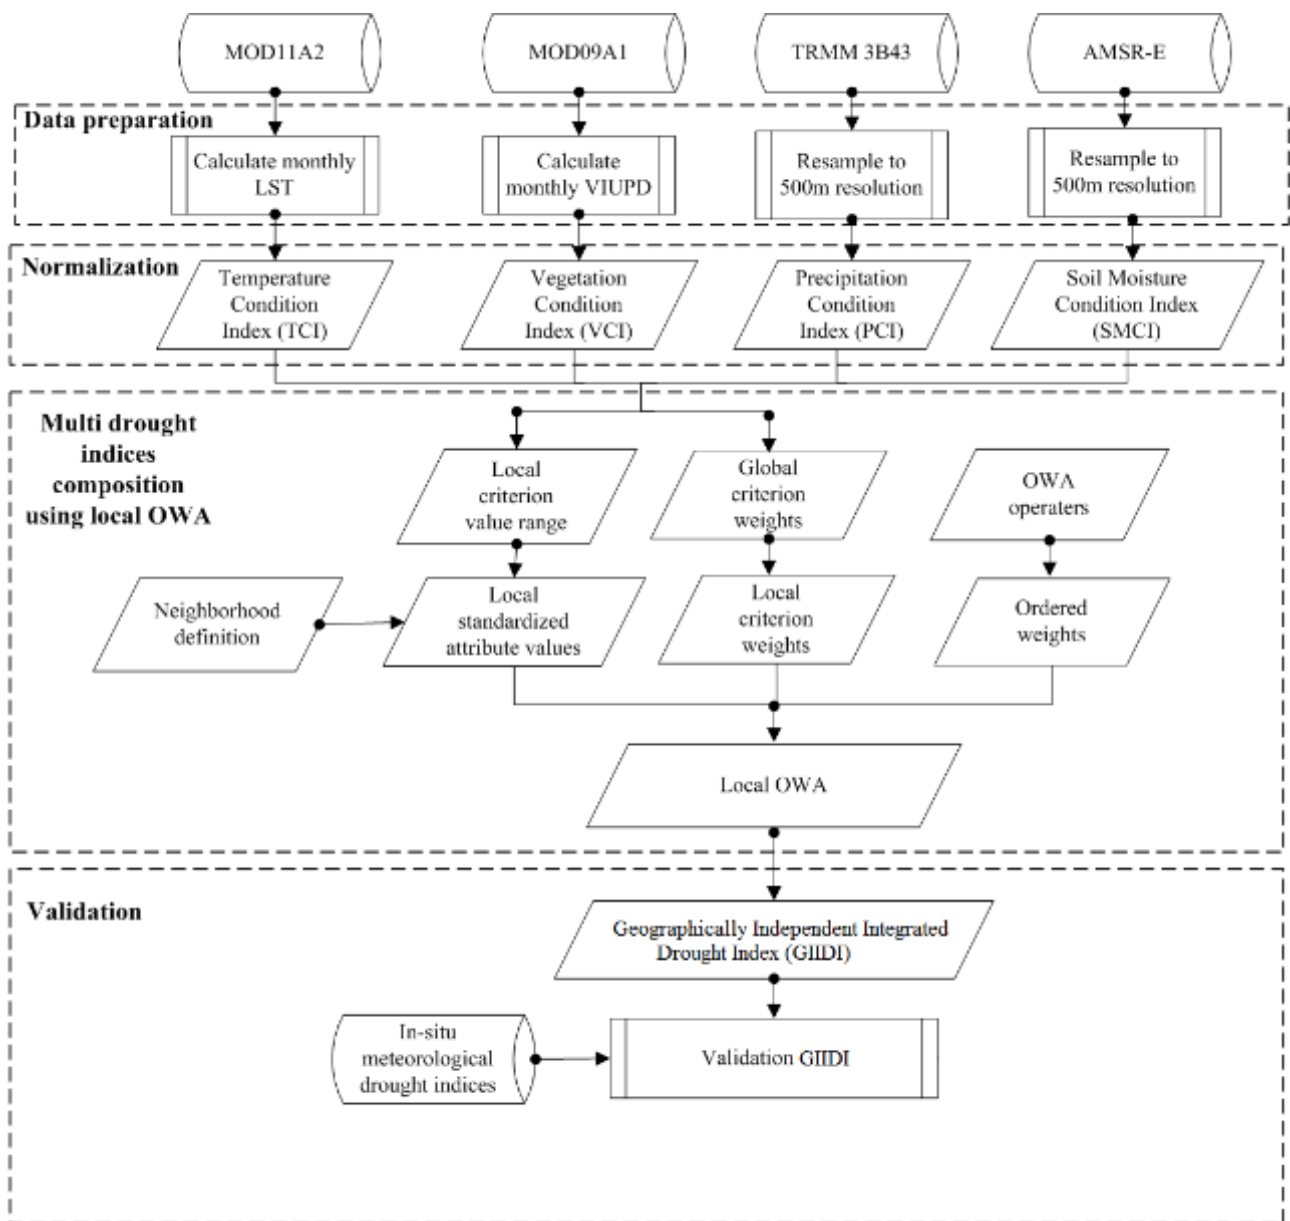 MOD11A2
MOD09A1
TRMM 3B43
AMSR-E
Data preparation
Calculate monthly
LST
Calculate
monthly VIUPD
Resample to
500m resolution
Resample to
500m resolution
Normalization
Temperature
Condition
Index (TCI)
Vegetation
Condition
Index (VCI)
Precipitation
Condition
Index (PCI)
Soil Moisture
Condition Index
(SMCI)
Multi drought
indices
composition
using local OWA
Local
criterion
value range
Global
criterion
weights
OWA
operaters
Neighborhood
definition
Local
standardized
attribute values
Local
criterion
weights
Ordered
weights
Local OWA
Validation
Geographically Independent Integrated
Drought Index (GIIDI)
In-situ
meteorological
drought indices
Validation GIIDI